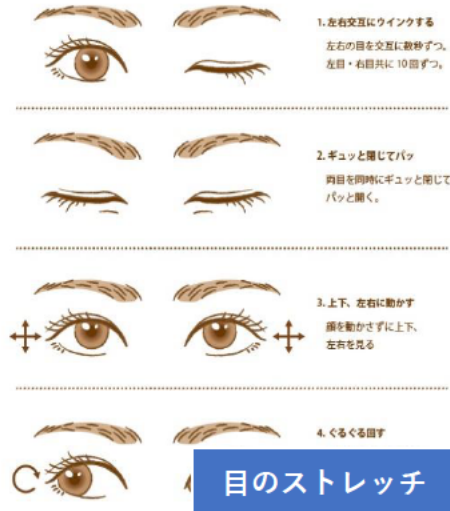 1. 左右交互にウインクする
左右の目を交互に数秒ずつ。
左目・右目共に10回ずつ。
2. ギュッと閉じてパッ
両目を同時にギュッと閉じて
パッと開く。
3. 上下、左右に動かす
顔を動かさずに上下、
左右を見る
4. ぐるぐる回す
目のストレッチ